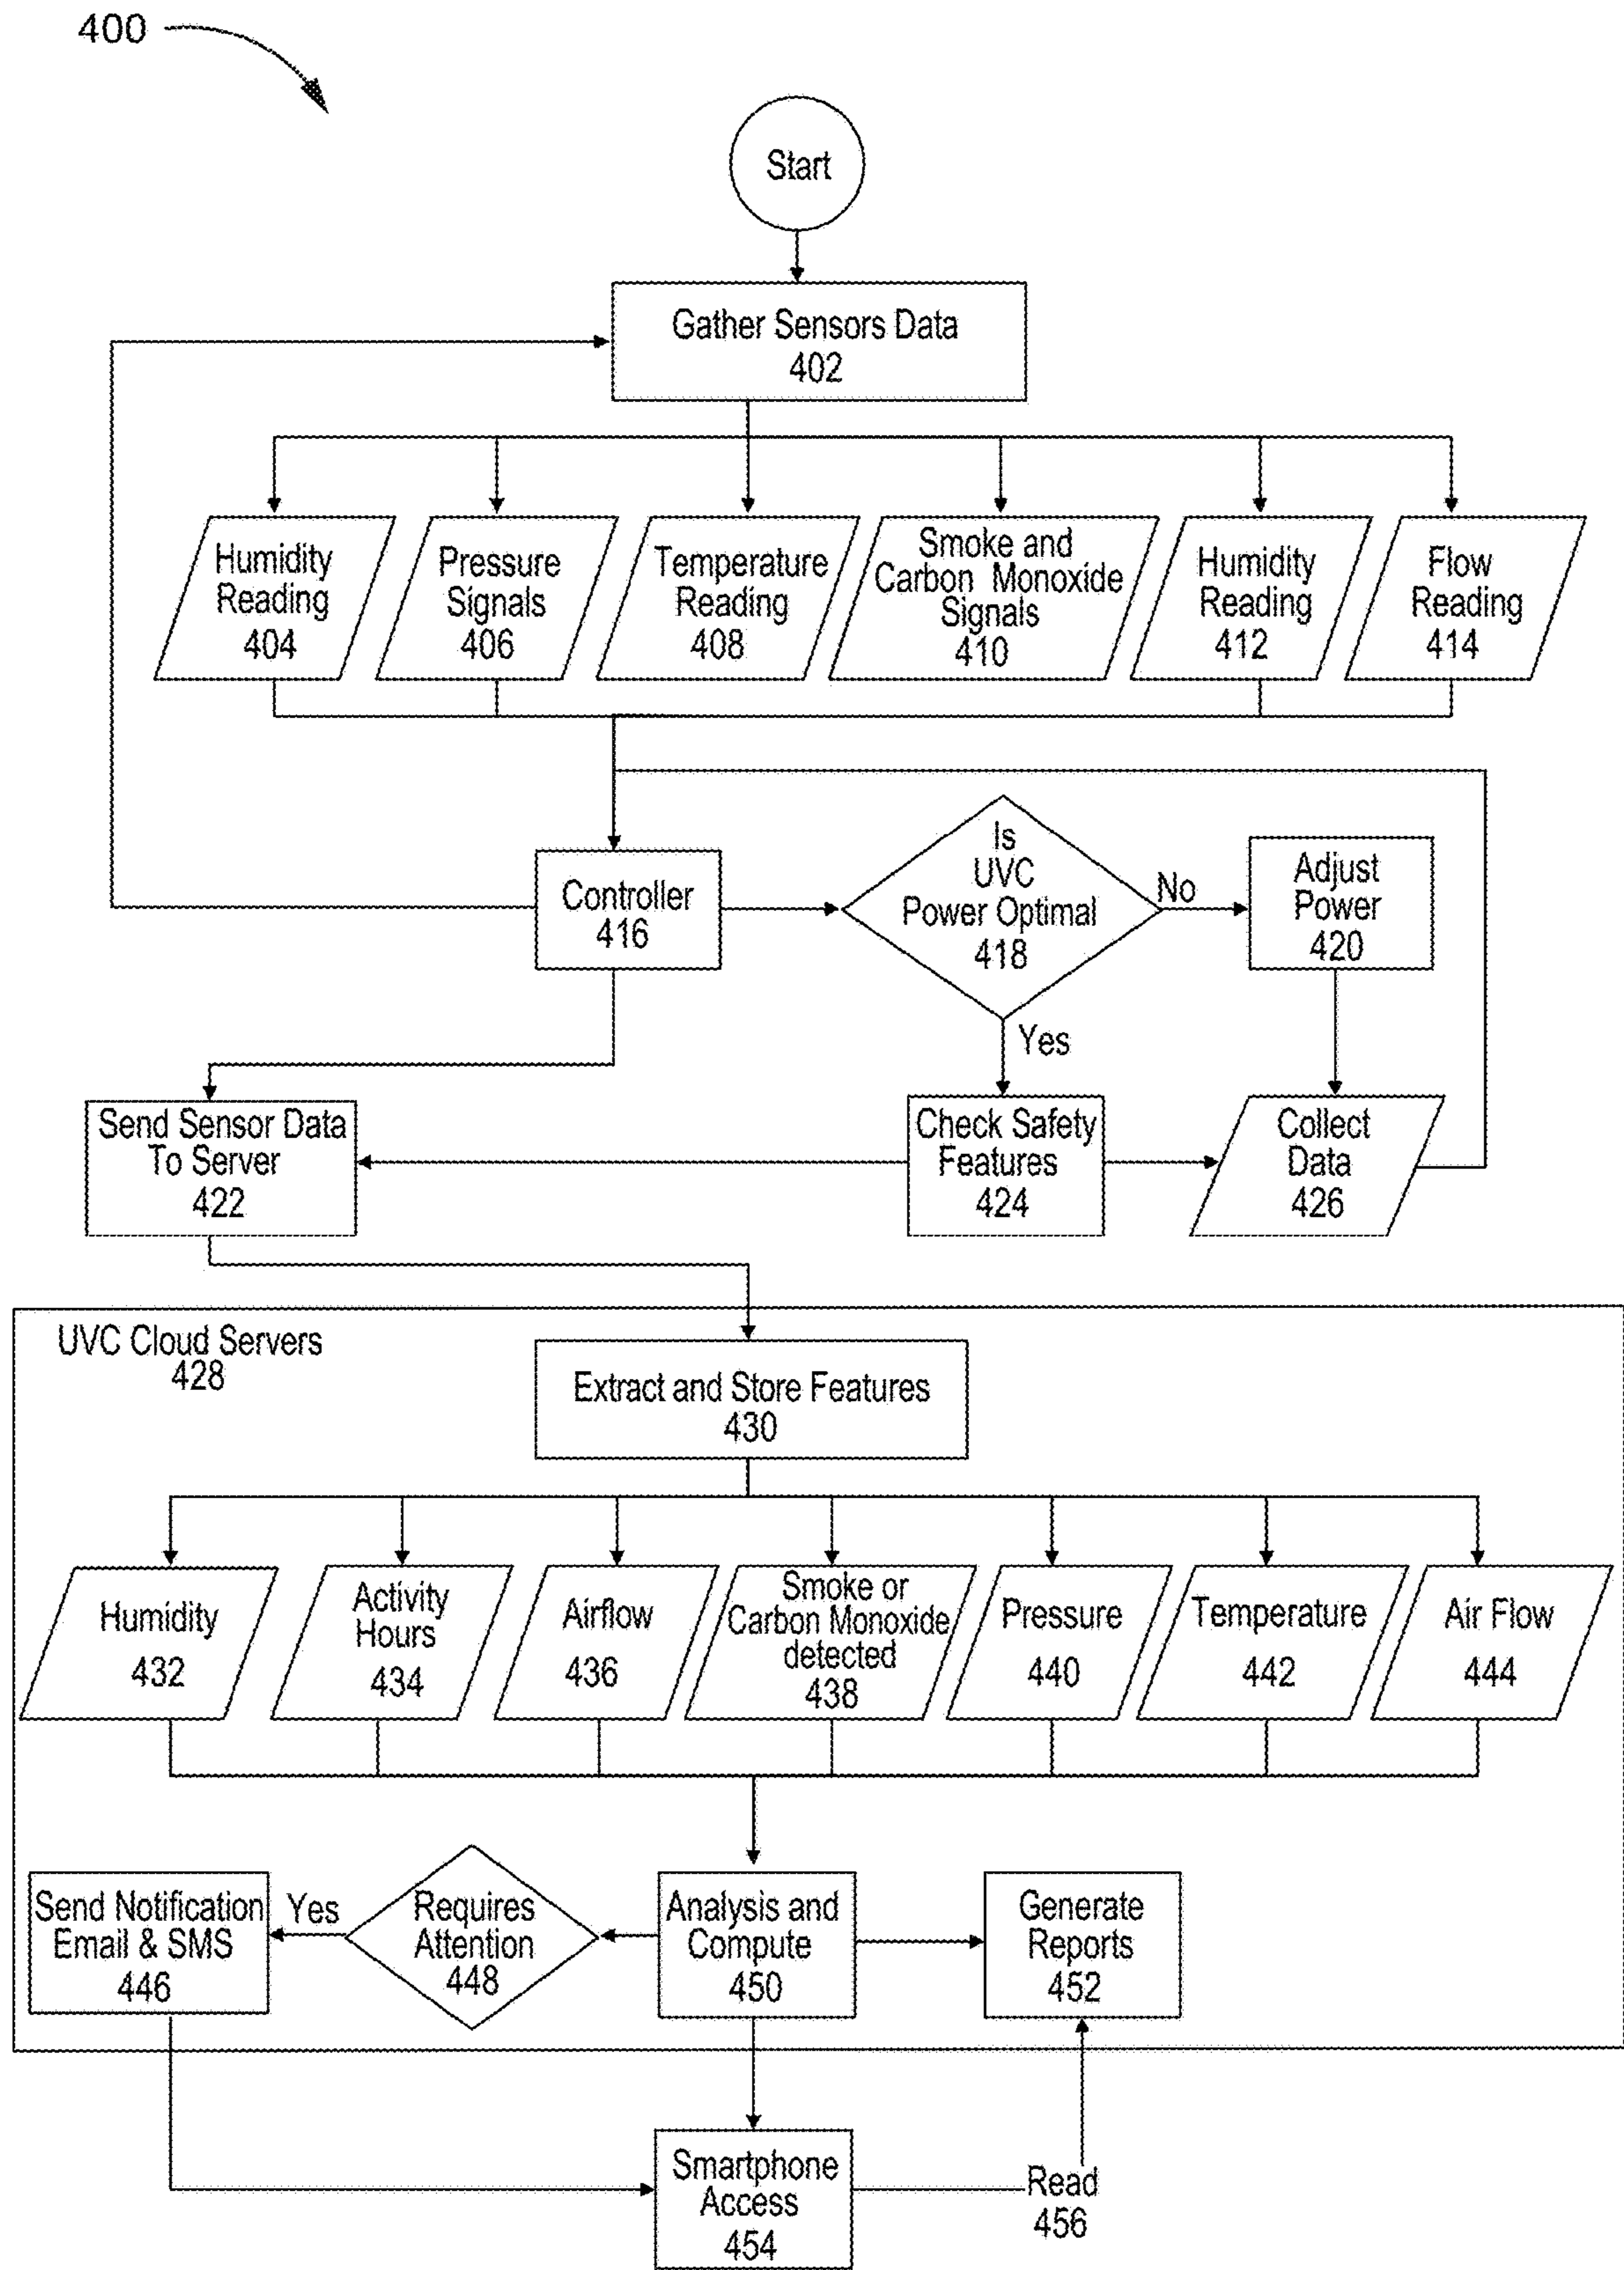 400
Start
Gather Sensors Data
402
Humidity
Reading
404
Pressure
Signals
406
Temperature
Reading
408
Smoke and
Carbon Monoxide
Signals
410
Humidity
Reading
412
Flow
Reading
414
Controller
416
Is
UVC
Power Optimal
418
No
Adjust
Power
420
Yes
Send Sensor Data
To Server
422
Check Safety
Features
424
Collect
Data
426
UVC Cloud Servers
428
Extract and Store Features
430
Humidity
432
Activity
Hours
434
Airflow
436
Smoke or
Carbon Monoxide
detected
438
Pressure
440
Temperature
442
Air Flow
444
Send Notification
Email & SMS
446
Yes
Requires
Attention
448
Analysis and
Compute
450
Generate
Reports
452
Smartphone
Access
454
Read
456